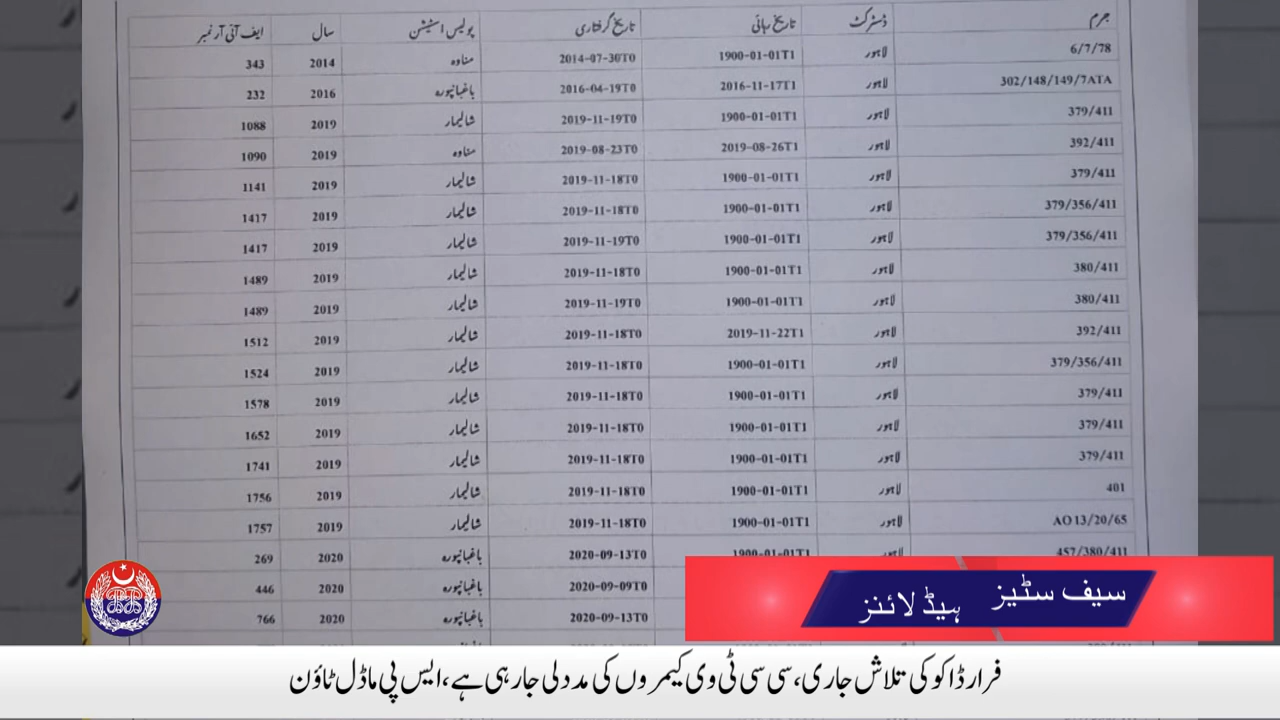 جرم ڈسٹرکٹ تاریخ رہائی تاریخ گرفتاری پولیس اسٹیشن سال ایف آئی آر نمبر
6/7/78 لاہور 1900-01-01T1 2014-07-30T0 مناوہ 2014 343
302/148/149/7ATA لاہور 2016-11-17T1 2016-04-19T0 باغبانپورہ 2016 232
379/411 لاہور 1900-01-01T1 2019-11-19T0 شالیمار 2019 1088
392/411 لاہور 2019-08-26T1 2019-08-23T0 مناوہ 2019 1090
379/411 لاہور 1900-01-01T1 2019-11-18T0 شالیمار 2019 1141
379/356/411 لاہور 1900-01-01T1 2019-11-18T0 شالیمار 2019 1417
379/356/411 لاہور 1900-01-01T1 2019-11-19T0 شالیمار 2019 1417
380/411 لاہور 1900-01-01T1 2019-11-18T0 شالیمار 2019 1489
380/411 لاہور 1900-01-01T1 2019-11-19T0 شالیمار 2019 1489
392/411 لاہور 2019-11-22T1 2019-11-18T0 شالیمار 2019 1512
379/356/411 لاہور 1900-01-01T1 2019-11-18T0 شالیمار 2019 1524
379/411 لاہور 1900-01-01T1 2019-11-18T0 شالیمار 2019 1578
379/411 لاہور 1900-01-01T1 2019-11-18T0 شالیمار 2019 1652
379/411 لاہور 1900-01-01T1 2019-11-18T0 شالیمار 2019 1741
401 لاہور 1900-01-01T1 2019-11-18T0 شالیمار 2019 1756
AO 13/20/65 لاہور 1900-01-01T1 2019-11-18T0 شالیمار 2019 1757
457/380/411 لاہور 1900-01-01T1 2020-09-13T0 باغبانپورہ 2020 269
2020-09-09T0 باغبانپورہ 2020 446
2020-09-13T0 باغبانپورہ 2020 766
سیف سٹیز ہیڈ لائنز
فرار ڈاکو کی تلاش جاری، سی سی ٹی وی کیمروں کی مدد لی جا رہی ہے، ایس پی ماڈل ٹاؤن